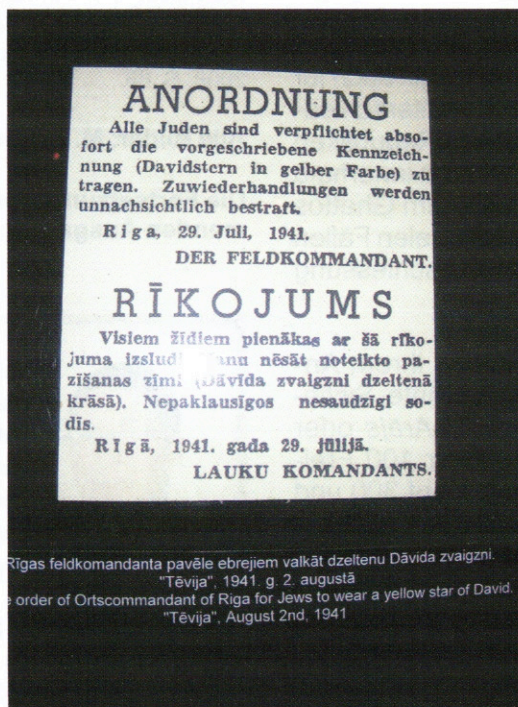 ANORDNUNG
Alle Juden sind verpflichtet abso-
fort die vorgeschriebene Kennzeich-
nung (Davidstern in gelber Farbe) zu
tragen. Zuwiederhandlungen werden
unnachsichtlich bestraft.
Riga, 29. Juli, 1941.
DER FELDKOMMANDANT.
RĪKOJUMS
Visiem žīdiem pienākas ar šā rīko-
juma nēsāt noteikto pa-
zīšanas zīmi (Dāvīda zvaigzni dzeltenā
krāsā). Nepaklausīgos nesaudzīgi so-
dīs.
Rīgā, 1941. gada 29. jūlijā.
LAUKU KOMANDANTS.
Rīgas feldkomandanta pavēle ebrejiem valkāt dzeltenu Dāvida zvaigzni.
"Tēvija", 1941. g. 2. augustā
order of Ortscommandant of Riga for Jews to wear a yellow star of David.
"Tēvija", August 2nd, 1941